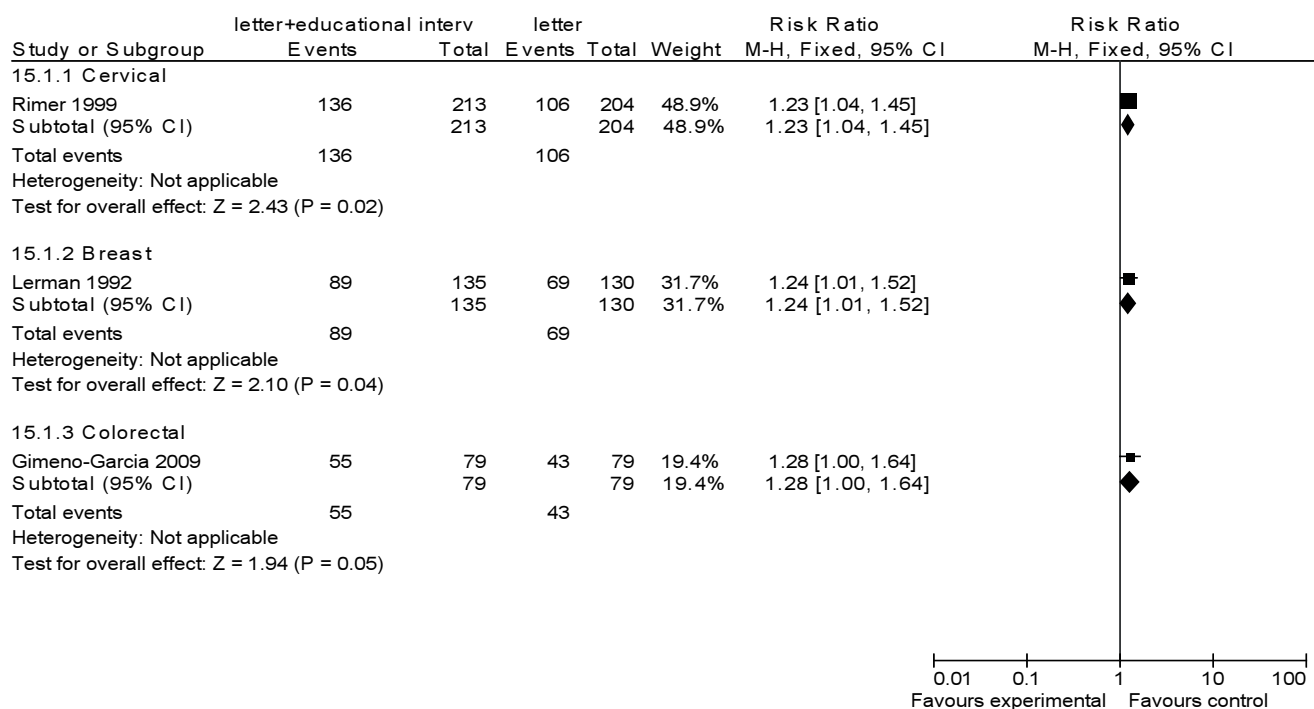 letter+educational interv letter Risk Ratio Risk Ratio
Study or Subgroup Events Total Events Total Weight M-H, Fixed, 95% CI M-H, Fixed, 95% CI
15.1.1 Cervical
Rimer 1999 136 213 106 204 48.9% 1.23 [1.04, 1.45]
Subtotal (95% CI) 213 204 48.9% 1.23 [1.04, 1.45]
Total events 136 106
Heterogeneity: Not applicable
Test for overall effect: Z = 2.43 (P = 0.02)
15.1.2 Breast
Lerman 1992 89 135 69 130 31.7% 1.24 [1.01, 1.52]
Subtotal (95% CI) 135 130 31.7% 1.24 [1.01, 1.52]
Total events 89 69
Heterogeneity: Not applicable
Test for overall effect: Z = 2.10 (P = 0.04)
15.1.3 Colorectal
Gimeno-Garcia 2009 55 79 43 79 19.4% 1.28 [1.00, 1.64]
Subtotal (95% CI) 79 79 19.4% 1.28 [1.00, 1.64]
Total events 55 43
Heterogeneity: Not applicable
Test for overall effect: Z = 1.94 (P = 0.05)
0.01 0.1 1 10 100
Favours experimental Favours control